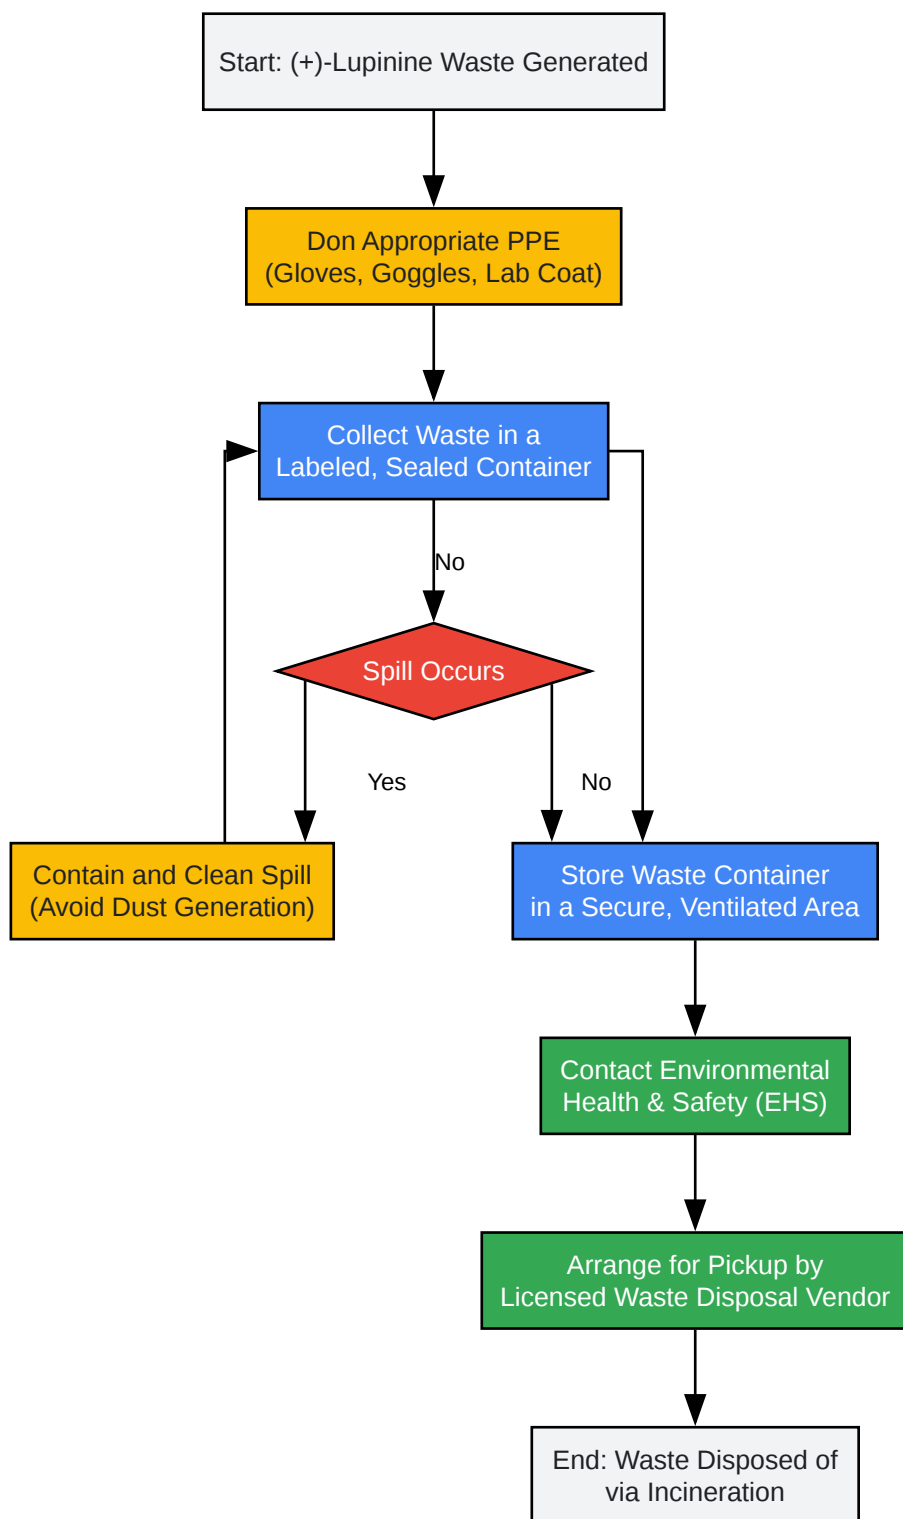 Start: (+)-Lupinine Waste Generated
Don Appropriate PPE
(Gloves, Goggles, Lab Coat)
Collect Waste in a
Labeled, Sealed Container
No
Spill Occurs
Yes
No
Contain and Clean Spill
(Avoid Dust Generation)
Store Waste Container
in a Secure, Ventilated Area
Contact Environmental
Health & Safety (EHS)
Arrange for Pickup by
Licensed Waste Disposal Vendor
End: Waste Disposed of
via Incineration